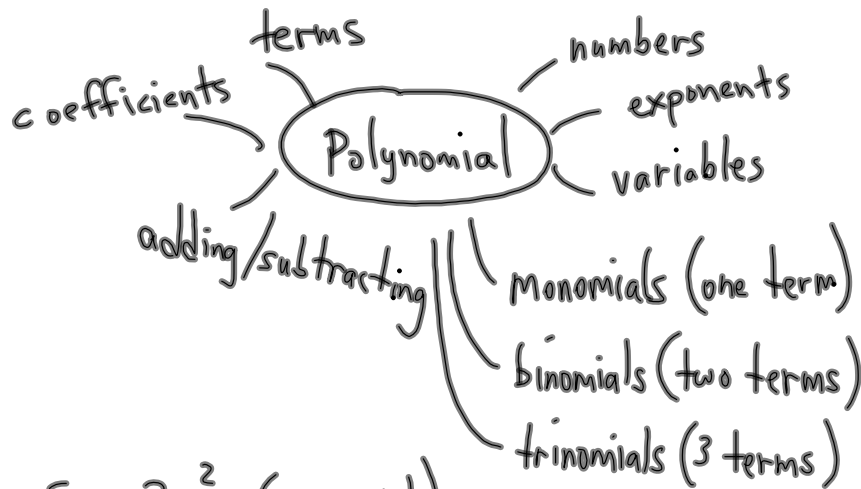 terms
numbers
coefficients
exponents
Polynomial
variables
adding/subtracting
monomials (one term)
binomials (two terms)
trinomials (3 terms)